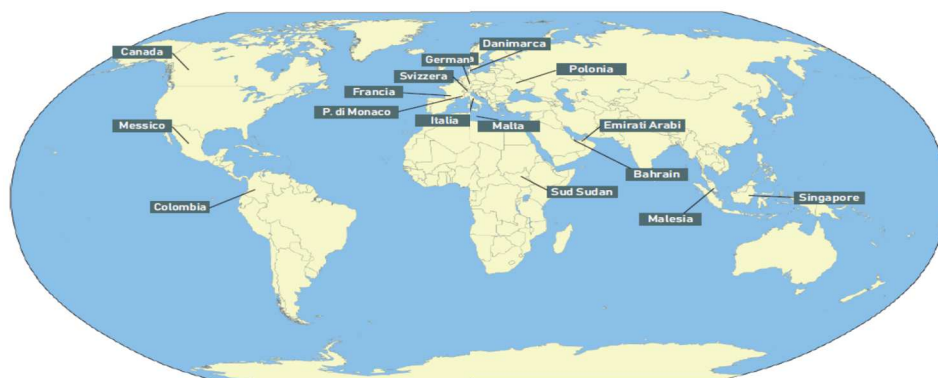 Danimarca
Canada
Germania
Svizzera
Polonia
Francia
P. di Monaco
Italia
Malta
Messico
Emirati Arabi
Bahrain
Sud Sudan
Singapore
Colombia
Malesia